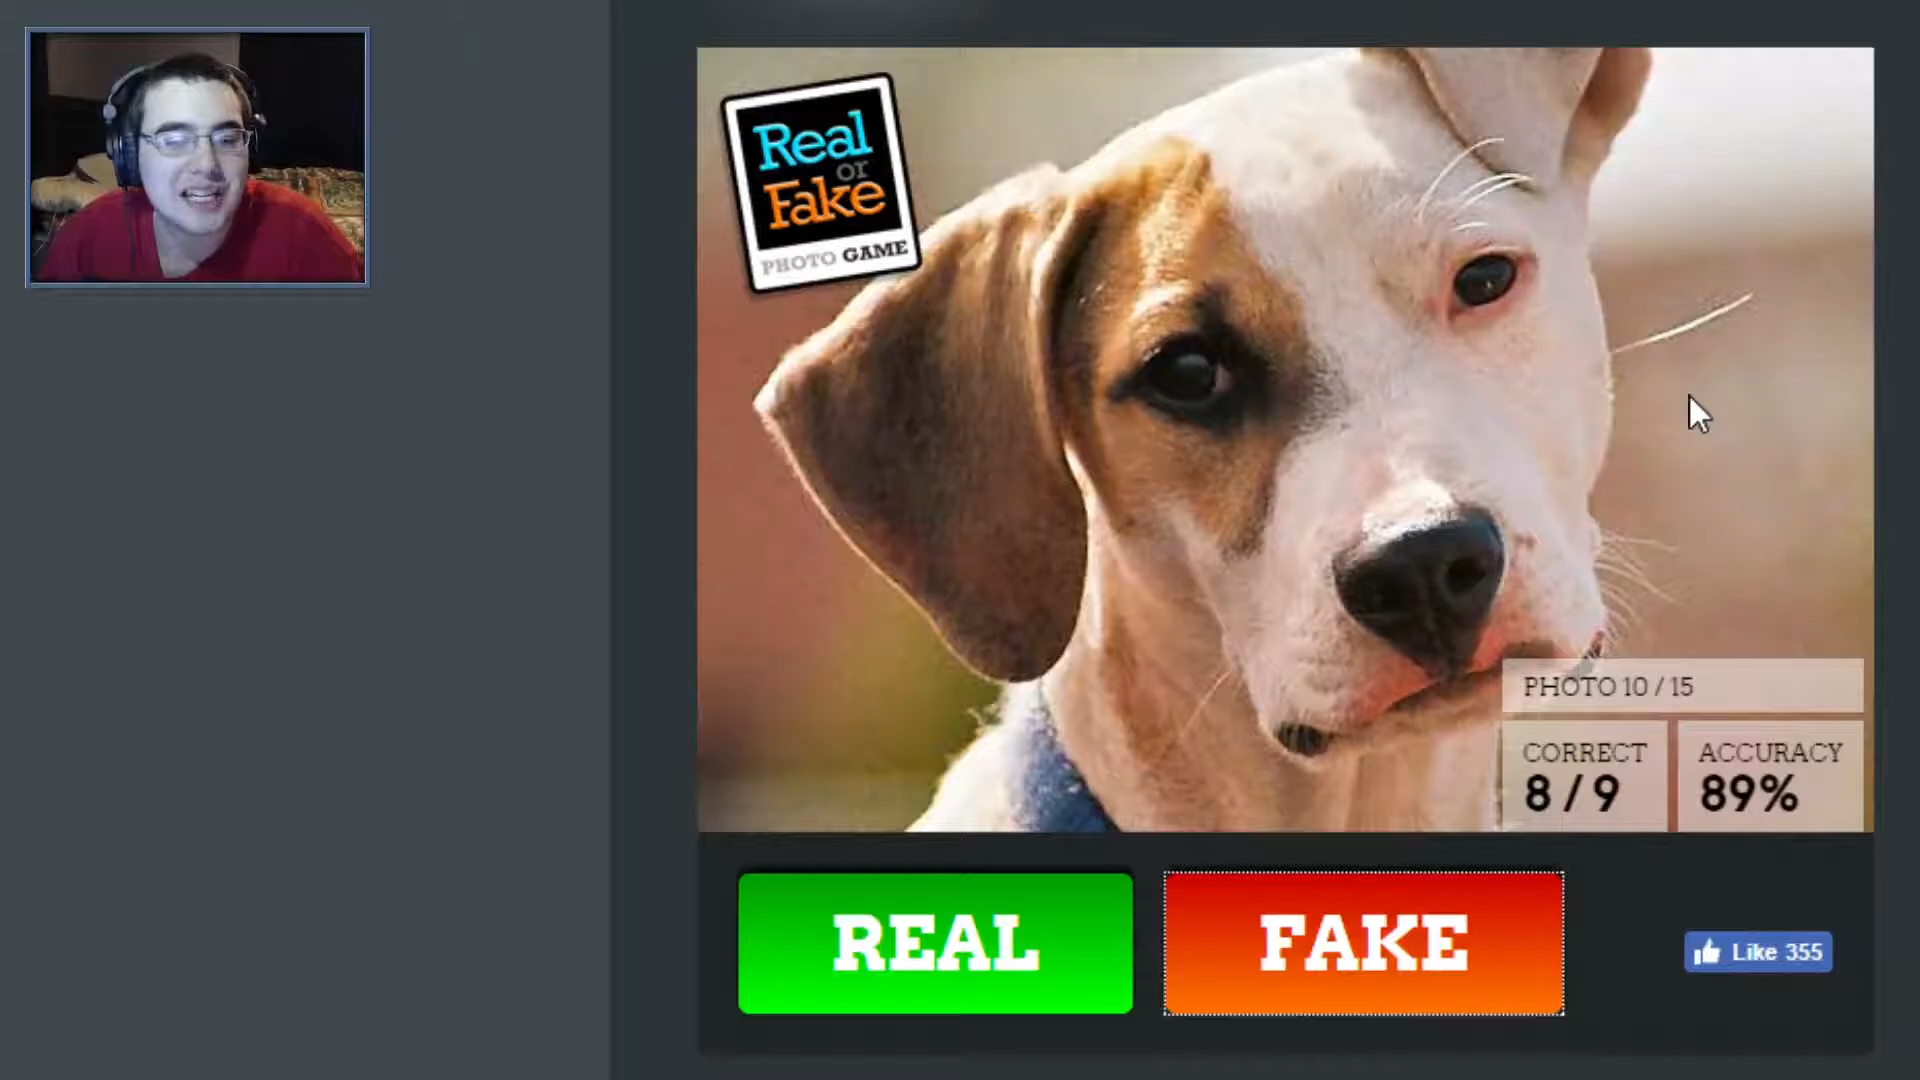 Real
or
Fake
PHOTO GAME
PHOTO 10 / 15
CORRECT
8 / 9
ACCURACY
89%
REAL
FAKE
Like 355